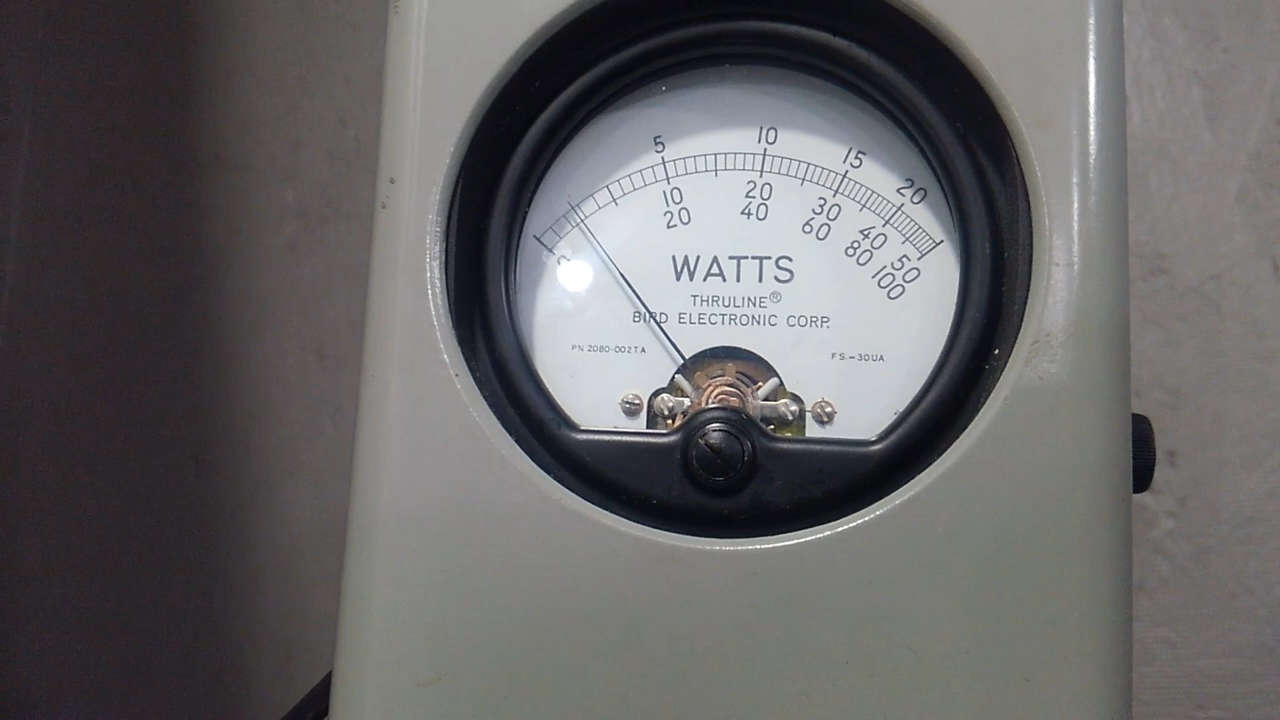 5 10 15 20
10 20 30 40 50
20 40 60 80 100
WATTS
THRULINE®
BIRD ELECTRONIC CORP.
PN 2080-002TA FS.-30UA